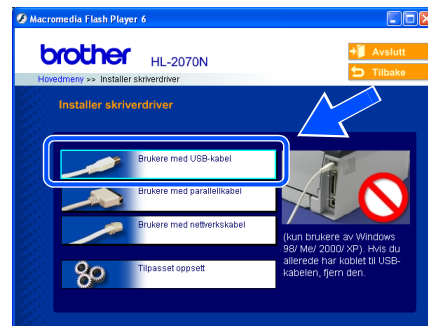 Macromedia Flash Player 6
brother
HL-2070N
Avslutt
Tilbake
Hovedmeny >> Installer skriverdriver
Installer skriverdriver
Brukere med USB-kabel
Brukere med parallellkabel
Brukere med nettverkskabel
Tilpasset oppsett
(kun brukere av Windows
98/ Me/ 2000/ XP). Hvis du
allerede har koblet til USB-
kabelen, fjern den.